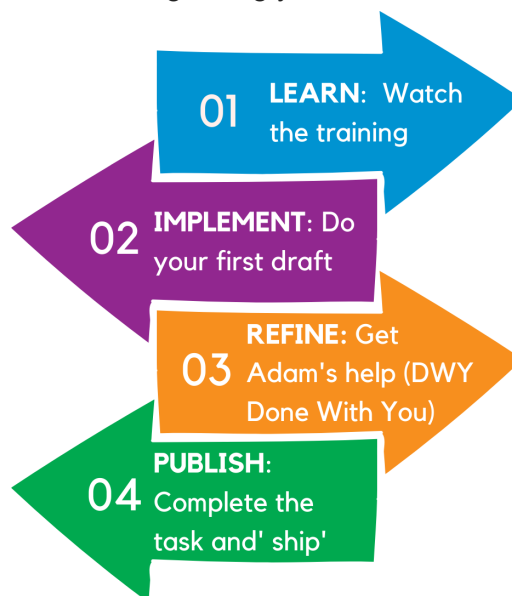 01
LEARN: Watch
the training
02
IMPLEMENT: Do
your first draft
03
REFINE: Get
Adam's help (DWY
Done With You)
04
PUBLISH:
Complete the
task and' ship'